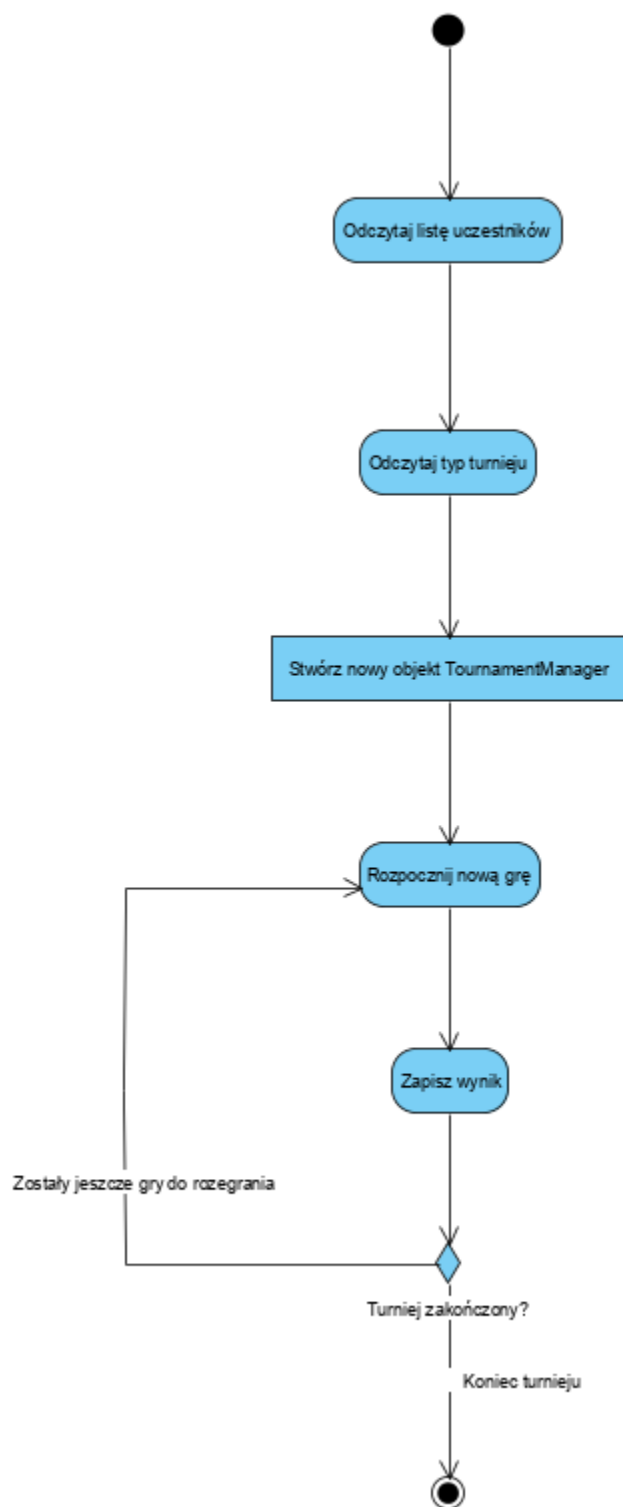 Odczytaj listę uczestników
Odczytaj typ turnieju
Stwórz nowy objekt TournamentManager
Rozpocznij nową grę
Zapisz wynik
Zostały jeszcze gry do rozegrania
Turniej zakończony?
Koniec turnieju